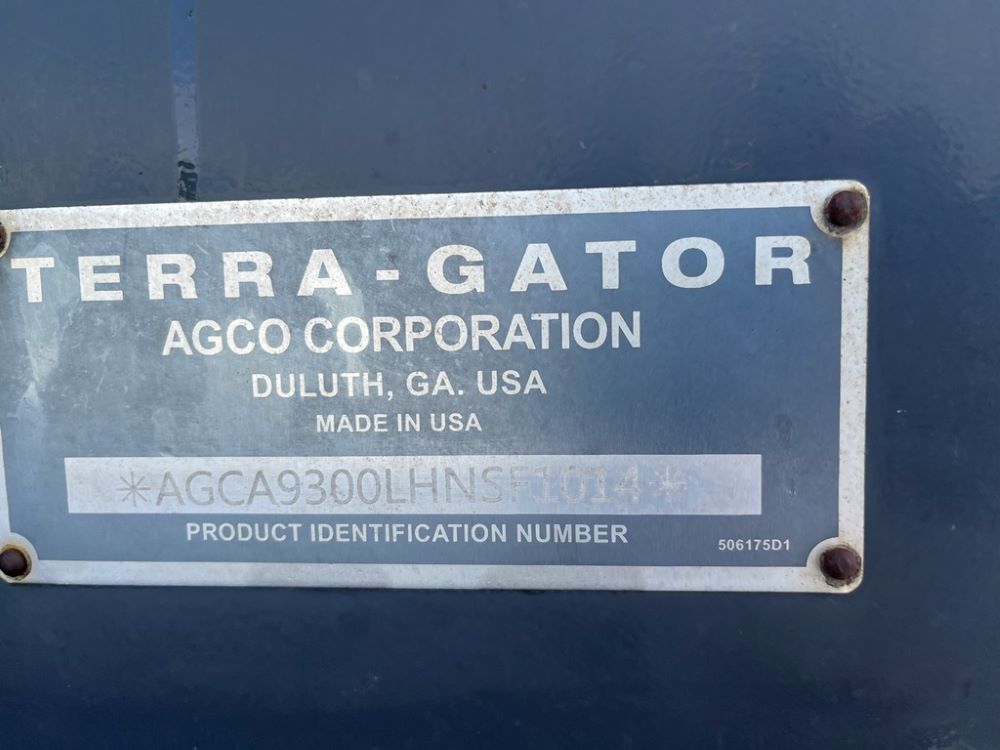 TERRA-GATOR
AGCO CORPORATION
DULUTH, GA. USA
MADE IN USA
*AGCA9300LHNSF1014*
PRODUCT IDENTIFICATION NUMBER
506175D1